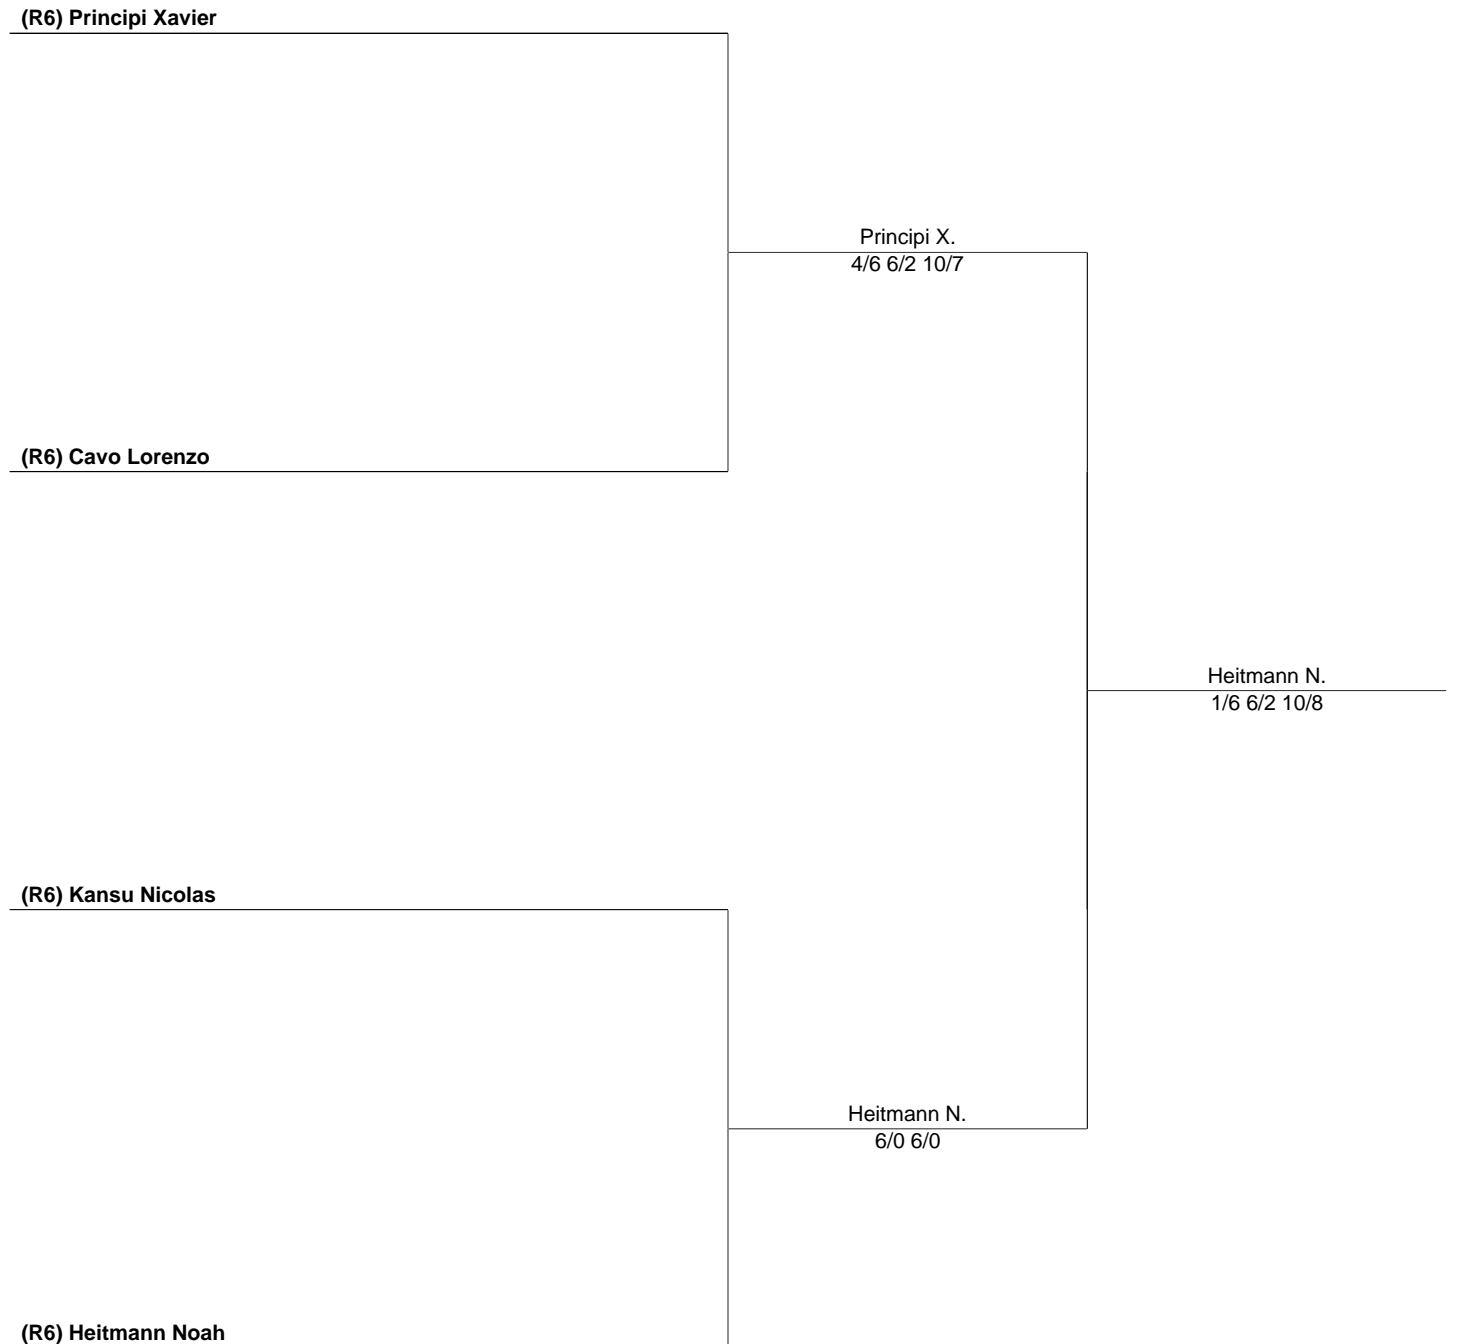 (R6) Principi Xavier
Principi X.
4/6 6/2 10/7
(R6) Cavo Lorenzo
Heitmann N.
1/6 6/2 10/8
(R6) Kansu Nicolas
Heitmann N.
6/0 6/0
(R6) Heitmann Noah